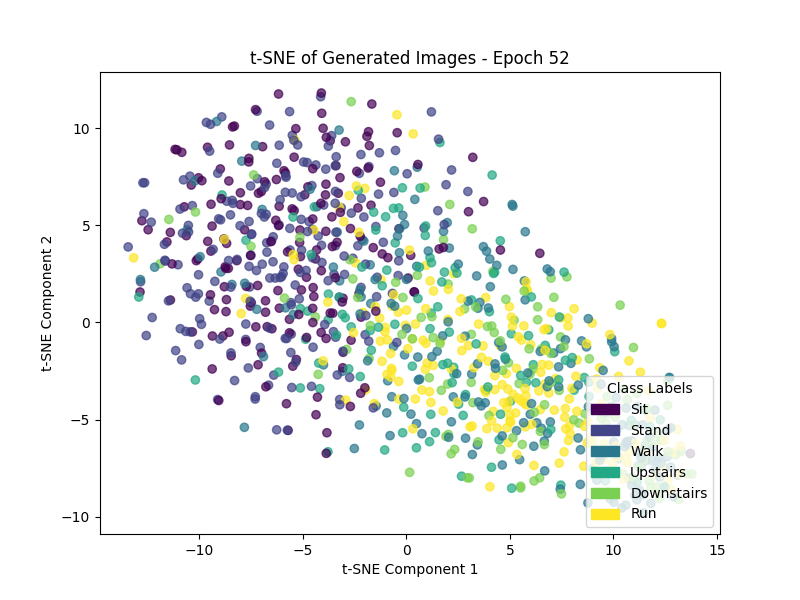 t-SNE of Generated Images - Epoch 52
10
5
0
−5
−10
t-SNE Component 2
−10
−5
0
5
10
15
t-SNE Component 1
Class Labels
Sit
Stand
Walk
Upstairs
Downstairs
Run